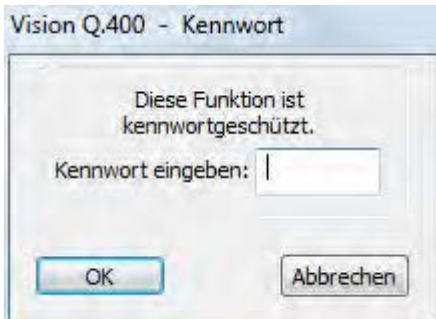 Vision Q.400 - Kennwort
Diese Funktion ist
kennwortgeschützt.
Kennwort eingeben:
OK
Abbrechen